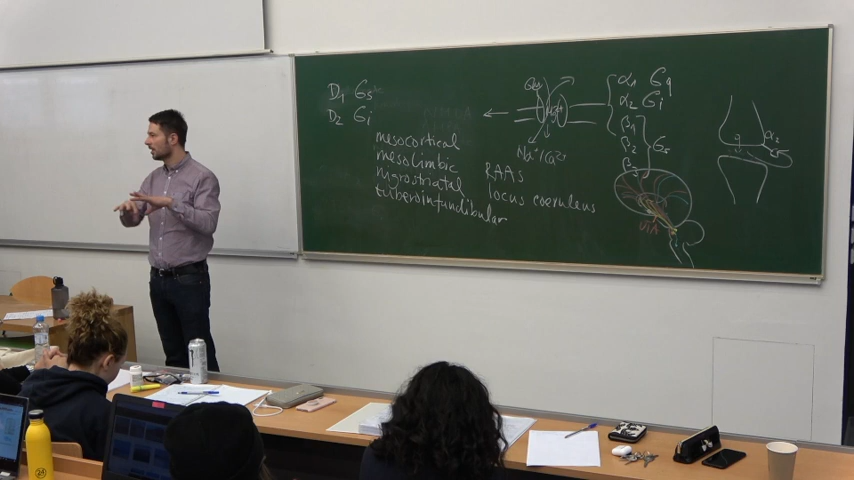 D1 Gs
D2 Gi
mesocortical
mesolimbic
nigrostriatal
tuberoinfundibular
RAAS
locus coeruleus
Na+/Ca2+
α1 Gq
α2 Gi
β1
β2 Gs
β3
VTA
α2